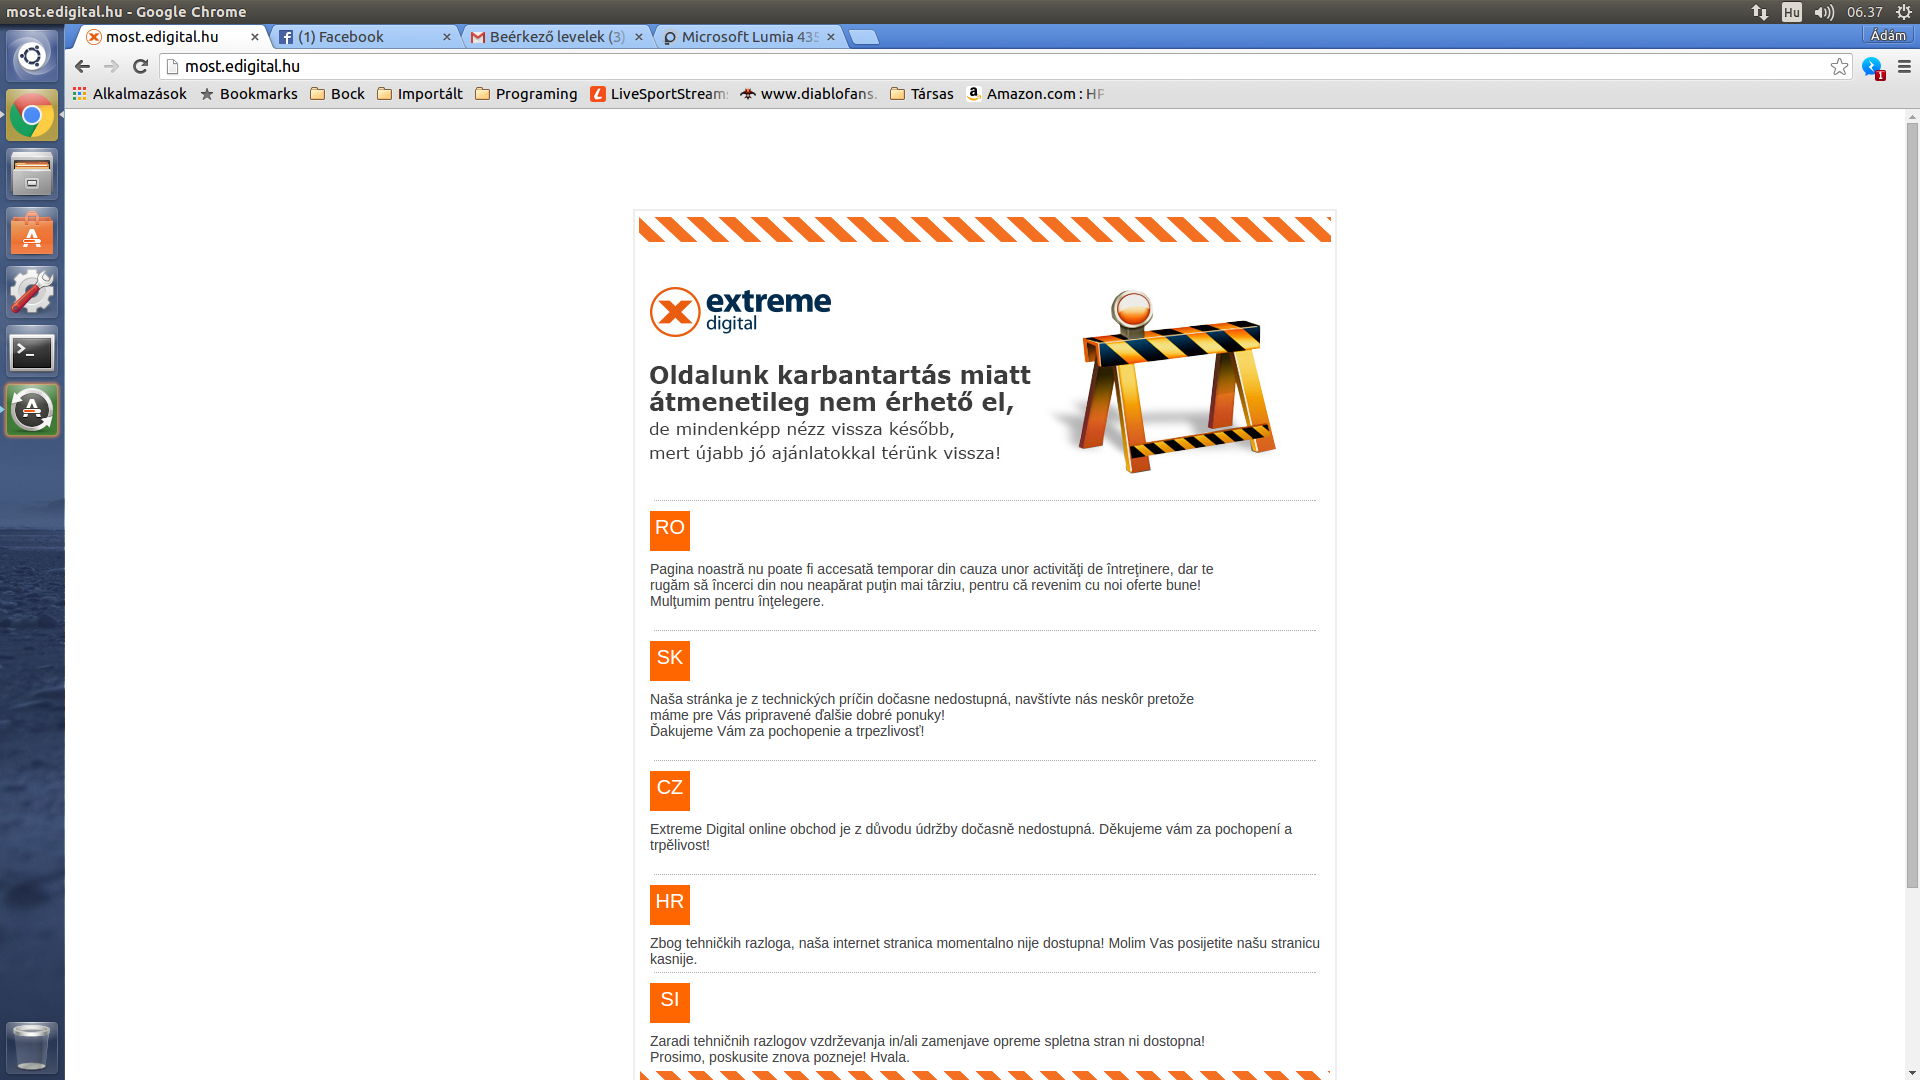 most.edigital.hu - Google Chrome
Hu
06.37
most.edigital.hu
(1) Facebook
Beérkező levelek (3)
Microsoft Lumia 435
Ádám
most.edigital.hu
1
Alkalmazások
Bookmarks
Bock
Importált
Programing
LiveSportStream
www.diablofans.
Társas
Amazon.com : HP
extreme
digital
Oldalunk karbantartás miatt
átmenetileg nem érhető el,
de mindenképp nézz vissza később,
mert újabb jó ajánlatokkal térünk vissza!
RO
Pagina noastră nu poate fi accesată temporar din cauza unor activităţi de întreţinere, dar te
rugăm să încerci din nou neapărat puţin mai târziu, pentru că revenim cu noi oferte bune!
Mulţumim pentru înţelegere.
SK
Naša stránka je z technických príčin dočasne nedostupná, navštívte nás neskôr pretože
máme pre Vás pripravené ďalšie dobré ponuky!
Ďakujeme Vám za pochopenie a trpezlivosť!
CZ
Extreme Digital online obchod je z důvodu údržby dočasně nedostupná. Děkujeme vám za pochopení a
trpělivost!
HR
Zbog tehničkih razloga, naša internet stranica momentalno nije dostupna! Molim Vas posijetite našu stranicu
kasnije.
SI
Zaradi tehničnih razlogov vzdrževanja in/ali zamenjave opreme spletna stran ni dostopna!
Prosimo, poskusite znova pozneje! Hvala.